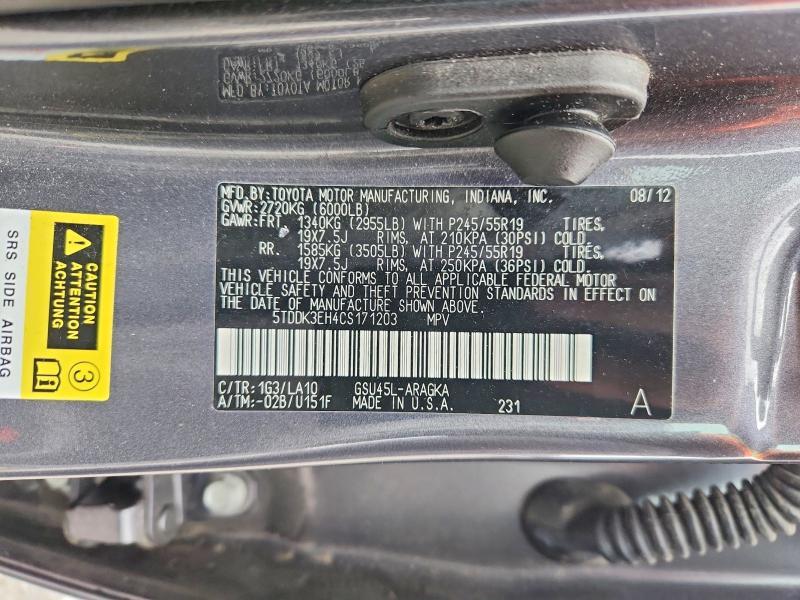 MFD.BY:TOYOTA MOTOR MANUFACTURING, INDIANA, INC. 08/12
GVWR:2720KG (6000LB)
GAWR:FRT. 1340KG (2955LB) WITH P245/55R19 TIRES,
19X7.5J RIMS, AT 210KPA (30PSI) COLD.
RR. 1585KG (3505LB) WITH P245/55R19 TIRES,
19X7.5J RIMS, AT 250KPA (36PSI) COLD.
THIS VEHICLE CONFORMS TO ALL APPLICABLE FEDERAL MOTOR
VEHICLE SAFETY AND THEFT PREVENTION STANDARDS IN EFFECT
ON THE DATE OF MANUFACTURE SHOWN ABOVE.
5TDDK3EH4CS171203 MPV
C/TR:1G3/LA10 GSU45L-ARAGKA
A/TM:-02B/U151F MADE IN U.S.A. 231 A
SRS SIDE AIRBAG
CAUTION
ATTENTION
ACHTUNG
3